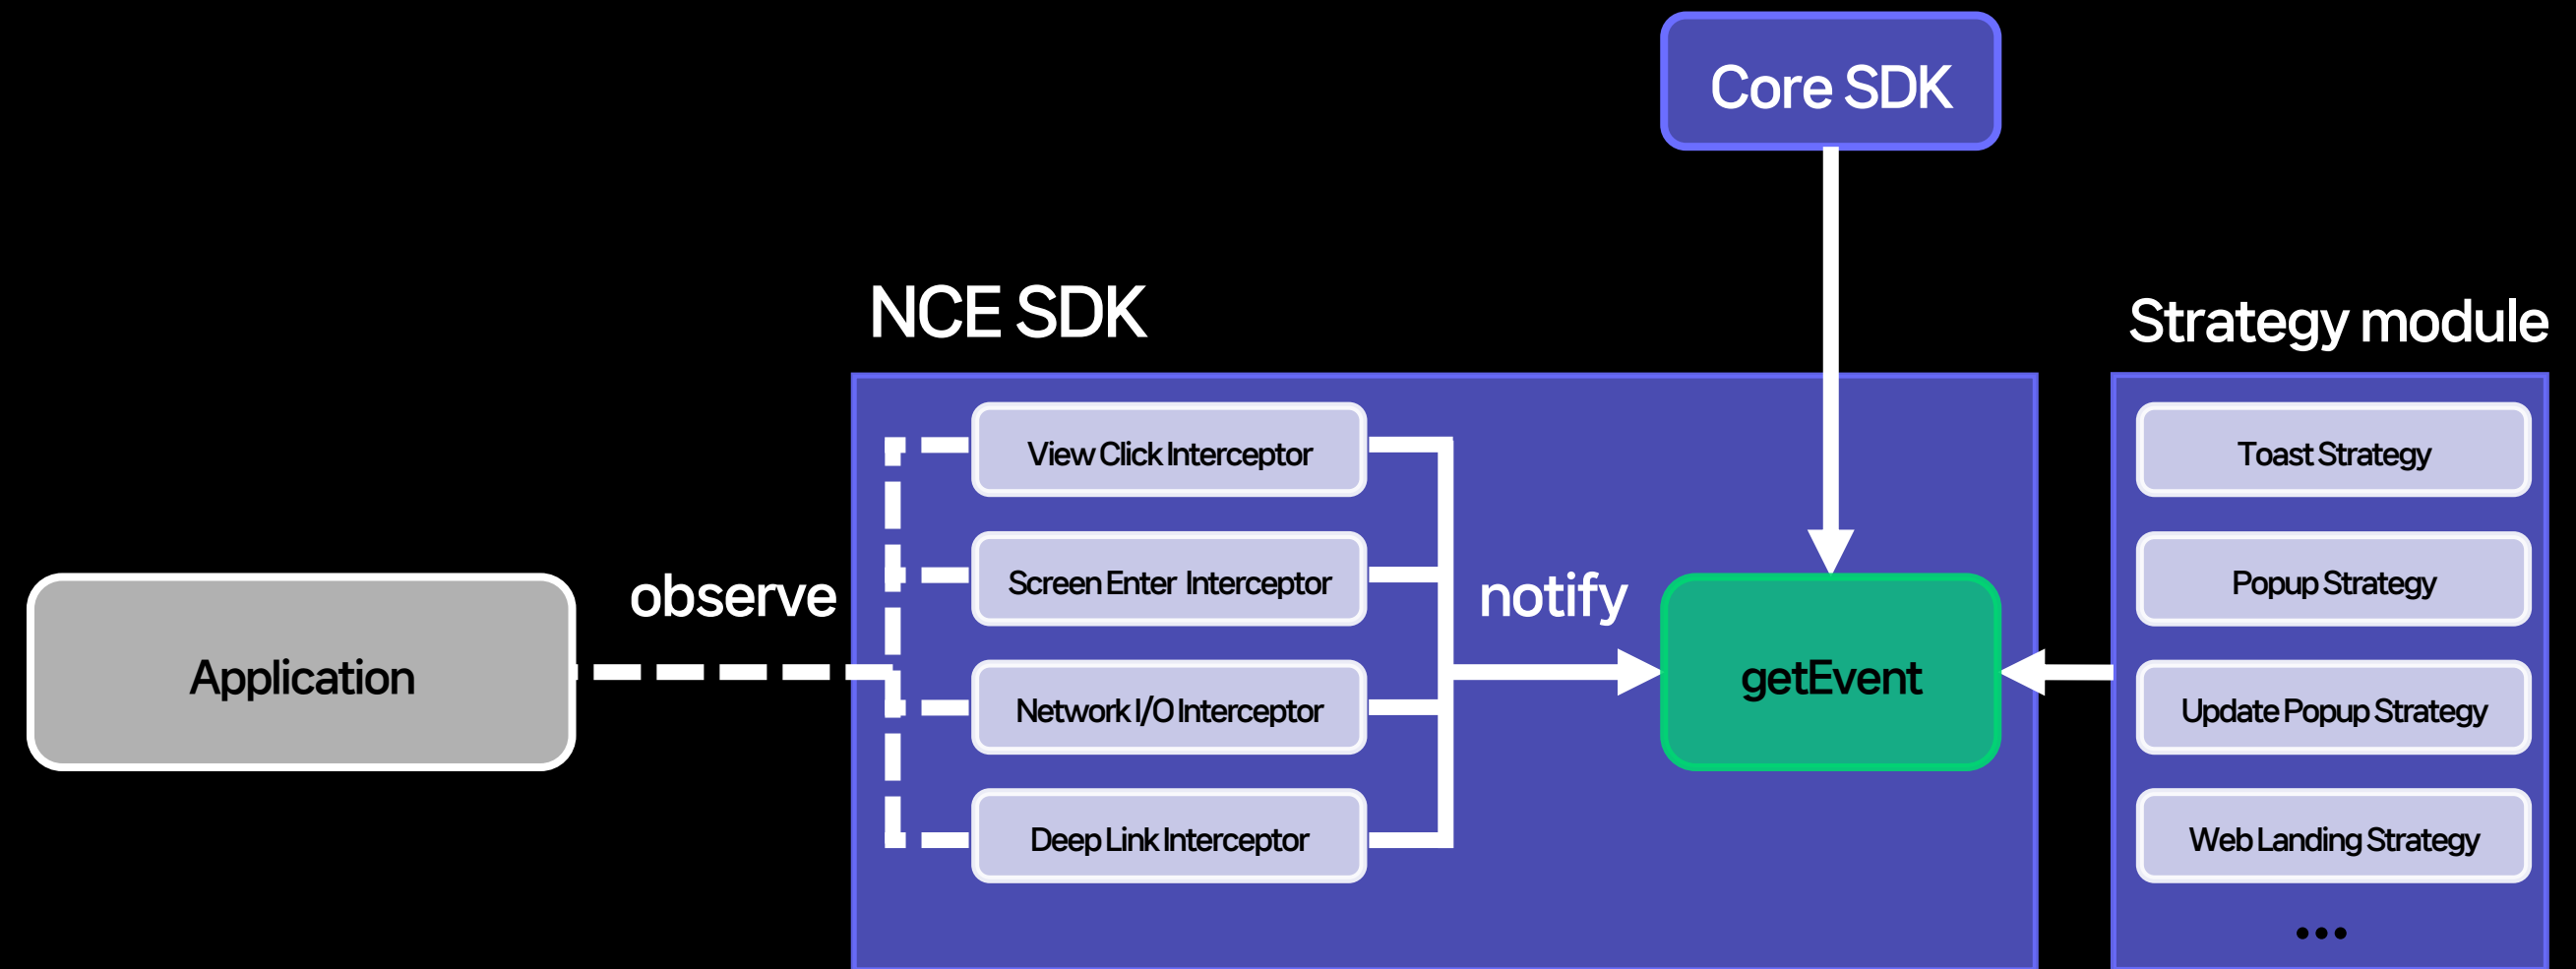 Core SDK
NCE SDK
Strategy module
View Click Interceptor
Toast Strategy
Screen Enter Interceptor
Popup Strategy
observe
notify
Application
getEvent
Network I/O Interceptor
Update Popup Strategy
Deep Link Interceptor
Web Landing Strategy
...